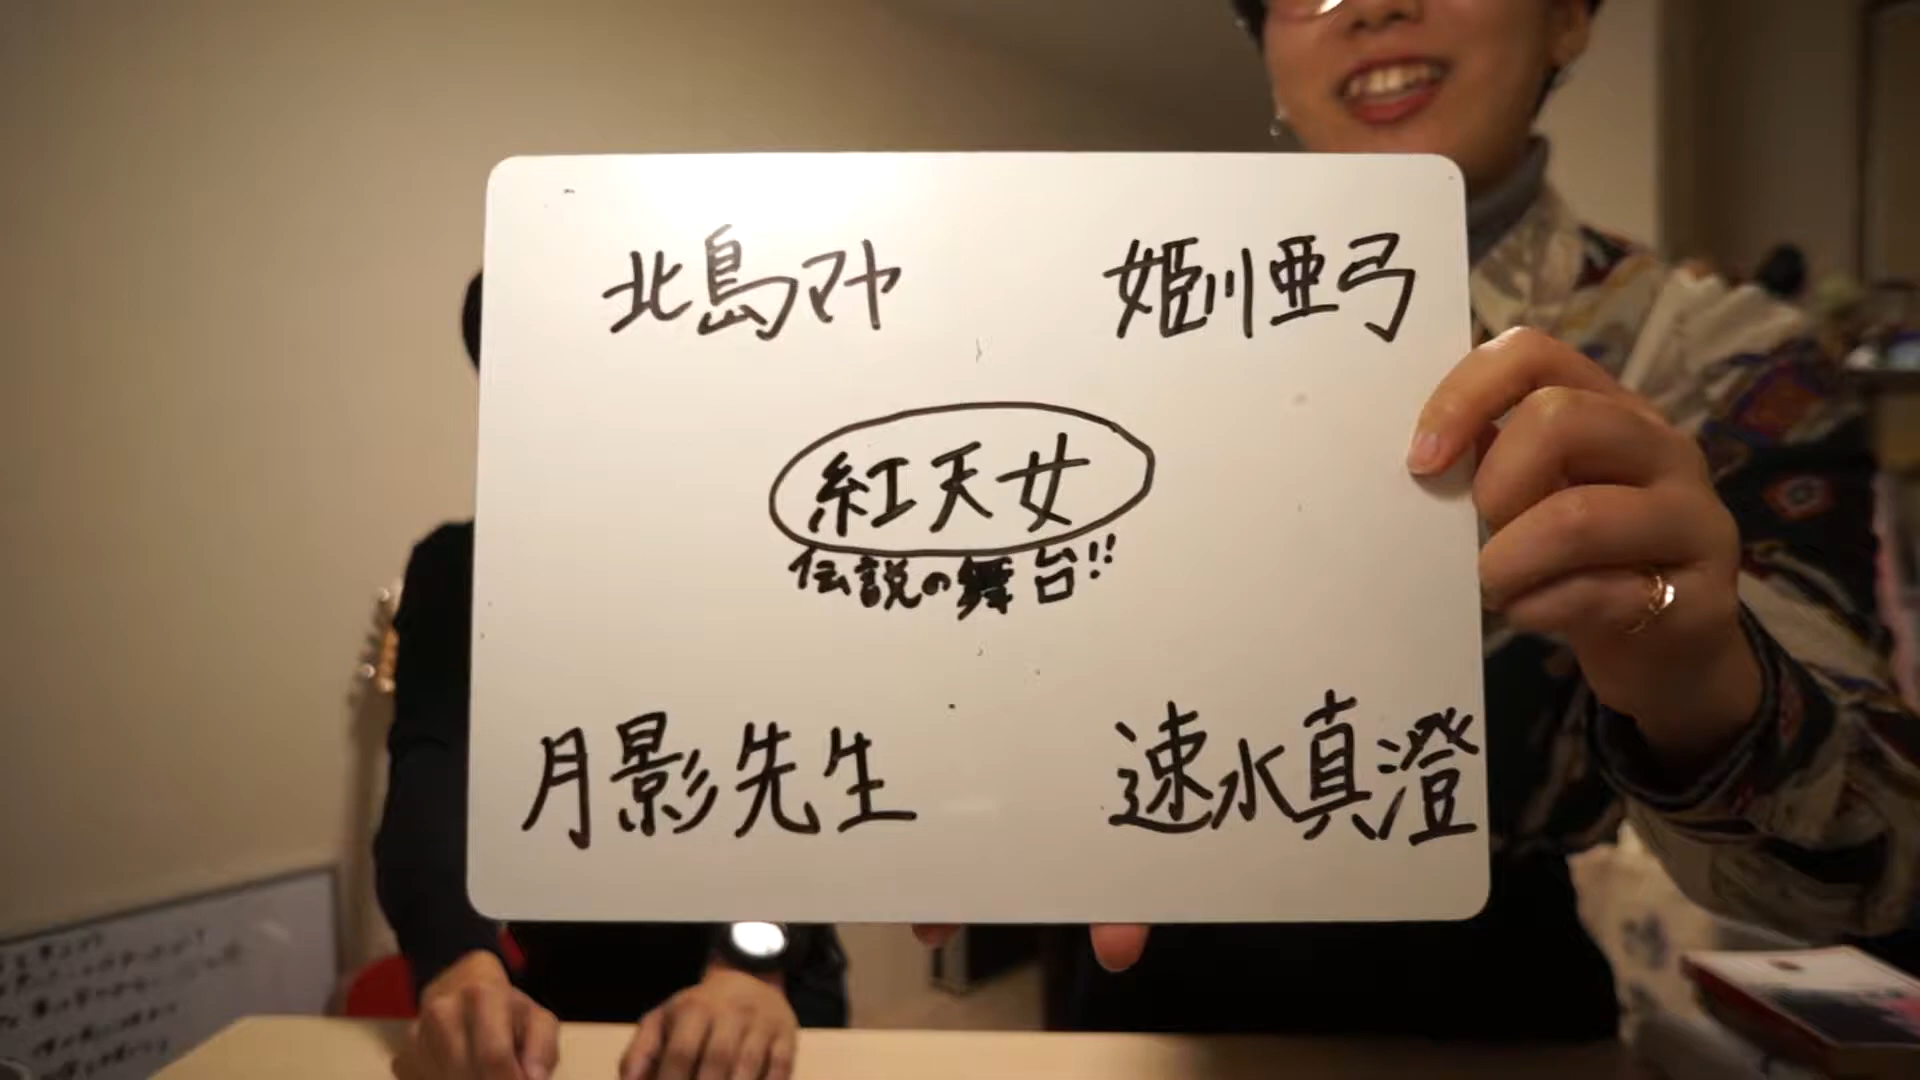 北島マヤ
姫川亜弓
紅天女
伝説の舞台!!
月影先生
速水真澄